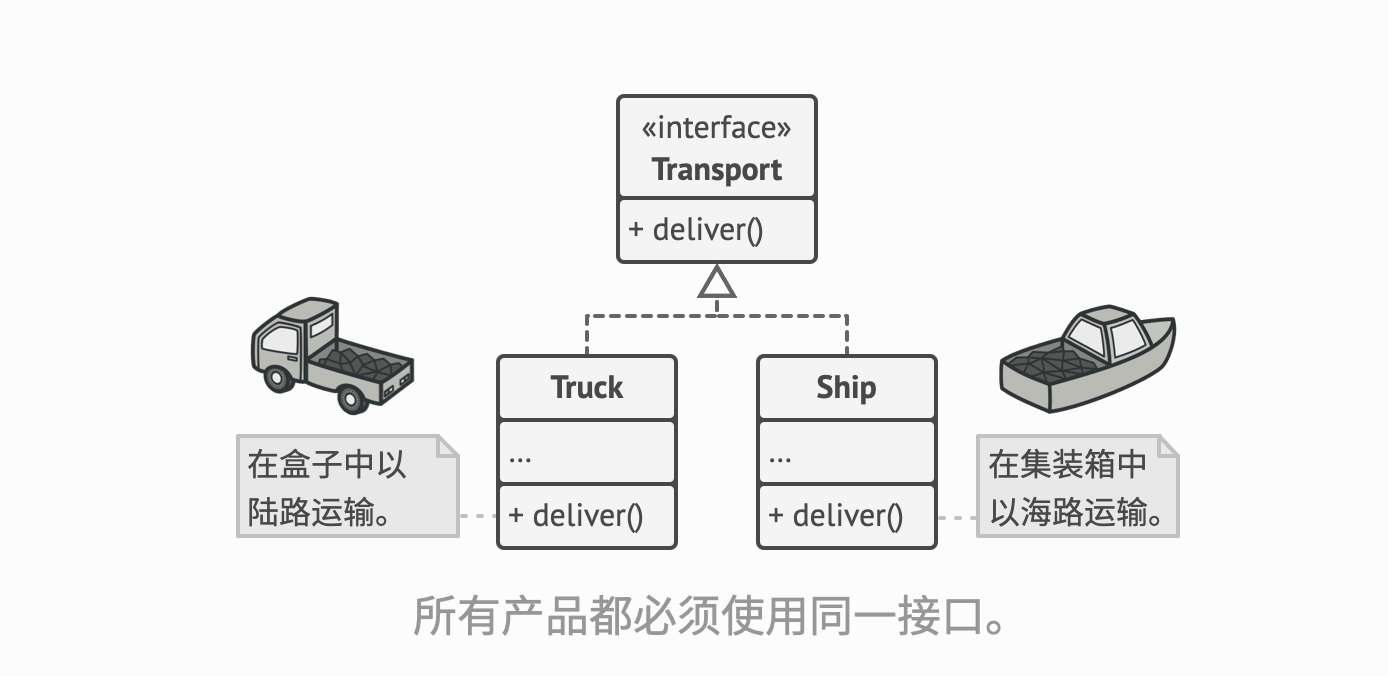 «interface»
Transport
+ deliver()
Truck
...
+ deliver()
Ship
...
+ deliver()
在盒子中以
陆路运输。
在集装箱中
以海路运输。
所有产品都必须使用同一接口。